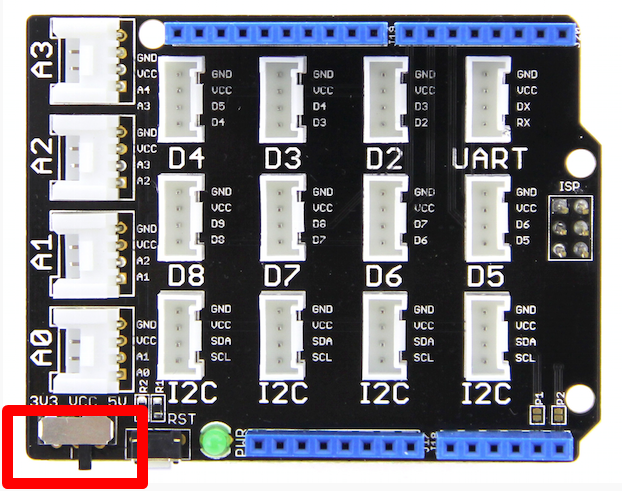 J19
J20
A3
GND
VCC
A4
A3
GND
VCC
D5
D4
GND
VCC
D4
D3
GND
VCC
D3
D2
GND
VCC
DX
RX
D4
D3
D2
UART
A2
GND
VCC
A3
A2
ISP
GND
VCC
D9
D8
GND
VCC
D8
D7
GND
VCC
D7
D6
GND
VCC
D6
D5
A1
GND
VCC
A2
A1
D8
D7
D6
D5
A0
GND
VCC
A1
A0
GND
VCC
SDA
SCL
GND
VCC
SDA
SCL
GND
VCC
SDA
SCL
GND
VCC
SDA
SCL
I2C
I2C
I2C
I2C
3V3 VCC 5V
R2
R1
RST
PWR
J17
J18
P1
P2